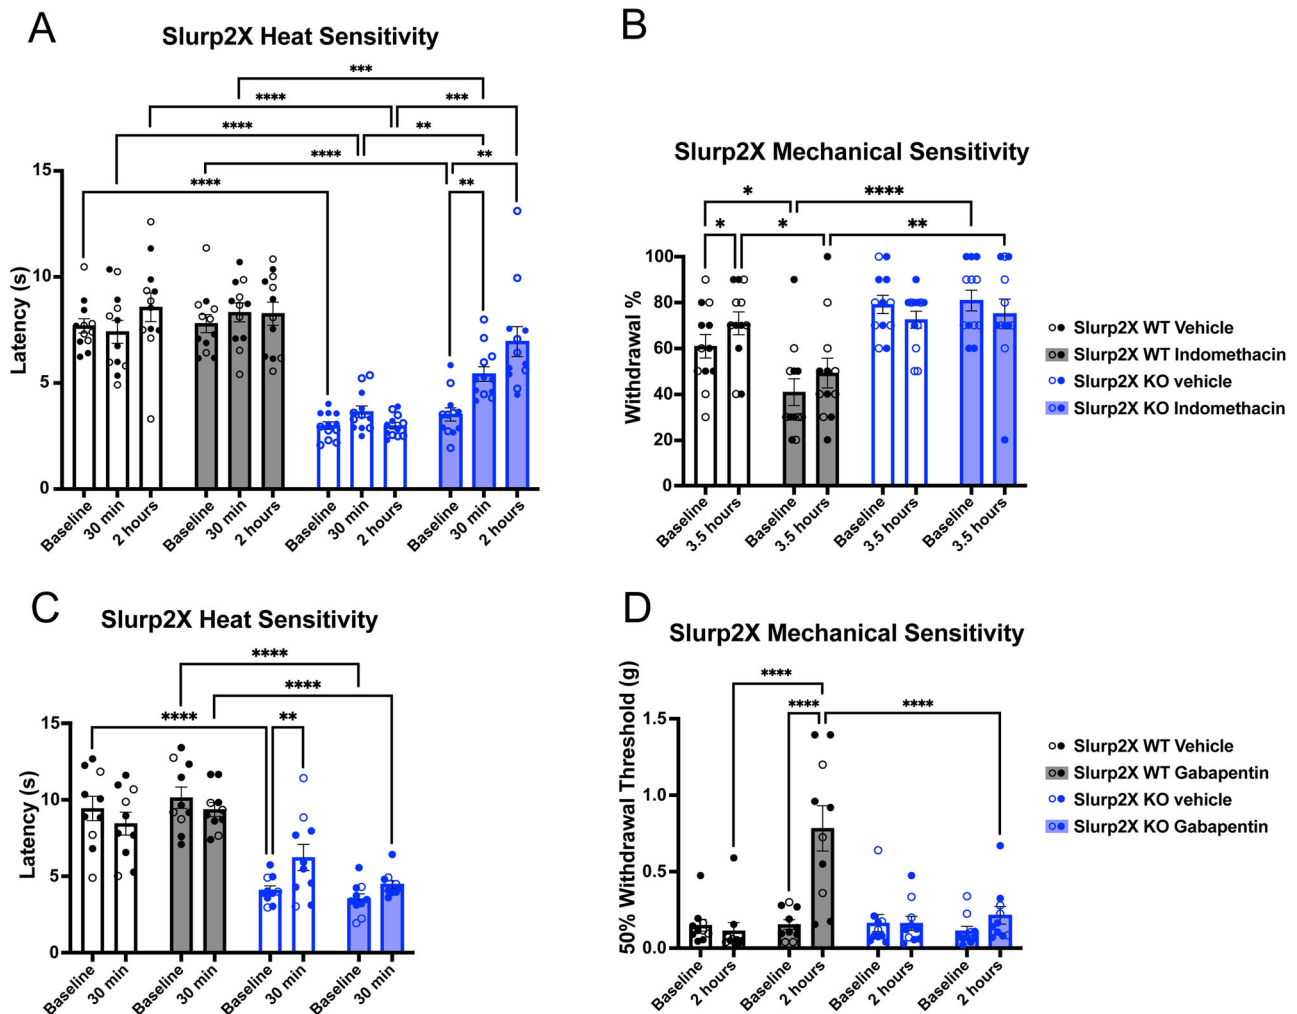 A
Slurp2X Heat Sensitivity
***
**** ***
**** **
**** **
**** **
Latency (s)
15
10
5
0
Baseline 30 min 2 hours Baseline 30 min 2 hours Baseline 30 min 2 hours Baseline 30 min 2 hours
B
Slurp2X Mechanical Sensitivity
* ****
* * **
Withdrawal %
100
80
60
40
20
0
Baseline 3.5 hours Baseline 3.5 hours Baseline 3.5 hours Baseline 3.5 hours
Slurp2X WT Vehicle
Slurp2X WT Indomethacin
Slurp2X KO vehicle
Slurp2X KO Indomethacin
C
Slurp2X Heat Sensitivity
****
****
**** **
Latency (s)
15
10
5
0
Baseline 30 min Baseline 30 min Baseline 30 min Baseline 30 min
D
Slurp2X Mechanical Sensitivity
****
**** ****
50% Withdrawal Threshold (g)
1.5
1.0
0.5
0.0
Baseline 2 hours Baseline 2 hours Baseline 2 hours Baseline 2 hours
Slurp2X WT Vehicle
Slurp2X WT Gabapentin
Slurp2X KO vehicle
Slurp2X KO Gabapentin